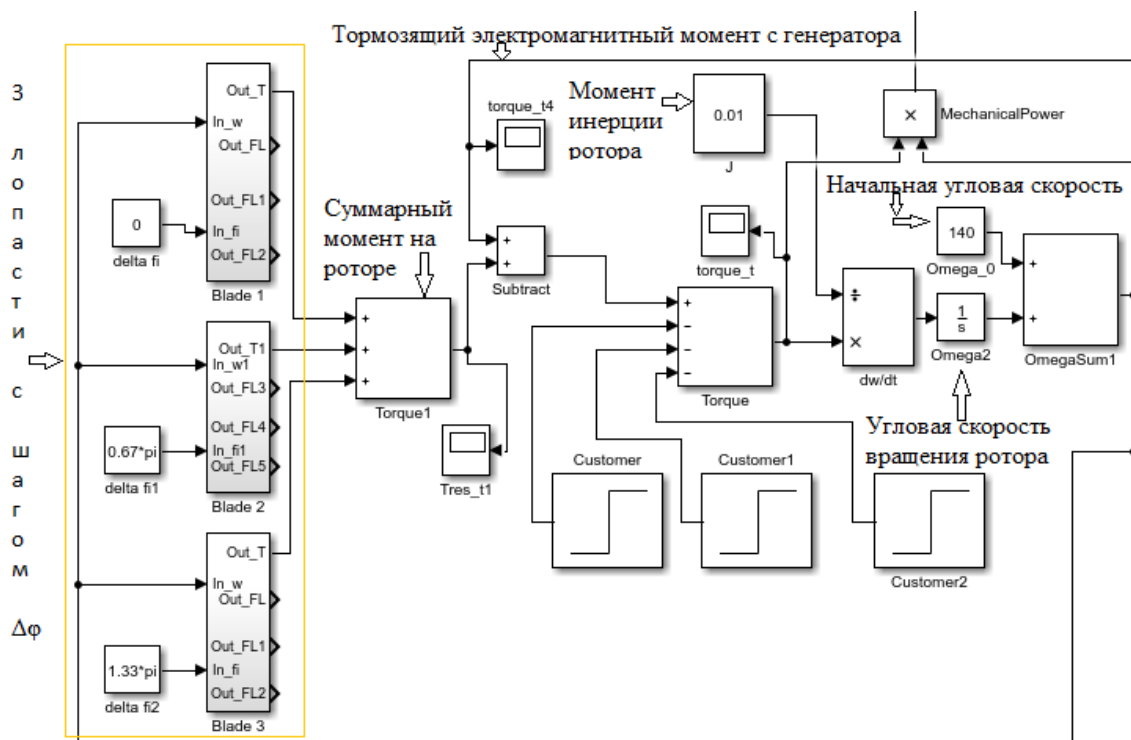 Тормозящий электромагнитный момент с генератора
3 лопасти с шагом Δφ
Out_T
In_w
Out_FL
Out_FL1
In_fi
Out_FL2
Blade 1
0
delta fi
Out_T1
In_w1
Out_FL3
Out_FL4
In_fi1
Out_FL5
Blade 2
0.67*pi
delta fi1
Out_T
In_w
Out_FL
Out_FL1
In_fi
Out_FL2
Blade 3
1.33*pi
delta fi2
Суммарный
момент на
роторе
+
+
+
Torque1
Tres_t1
torque_t4
+
+
Subtract
Момент
инерции
ротора
0.01
J
torque_t
+
−
−
−
Torque
Customer
Customer1
Customer2
×
MechanicalPower
Начальная угловая скорость
140
Omega_0
÷
×
dw/dt
1
s
Omega2
+
+
OmegaSum1
Угловая скорость
вращения ротора